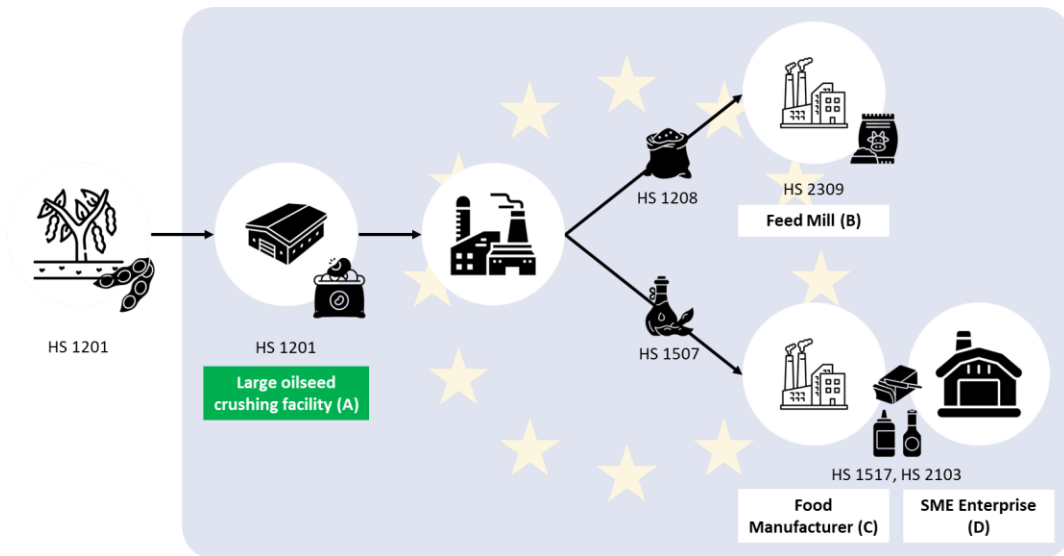 HS 1201
HS 1201
Large oilseed
crushing facility (A)
HS 1208
HS 2309
Feed Mill (B)
HS 1507
HS 1517, HS 2103
Food
Manufacturer (C)
SME Enterprise
(D)